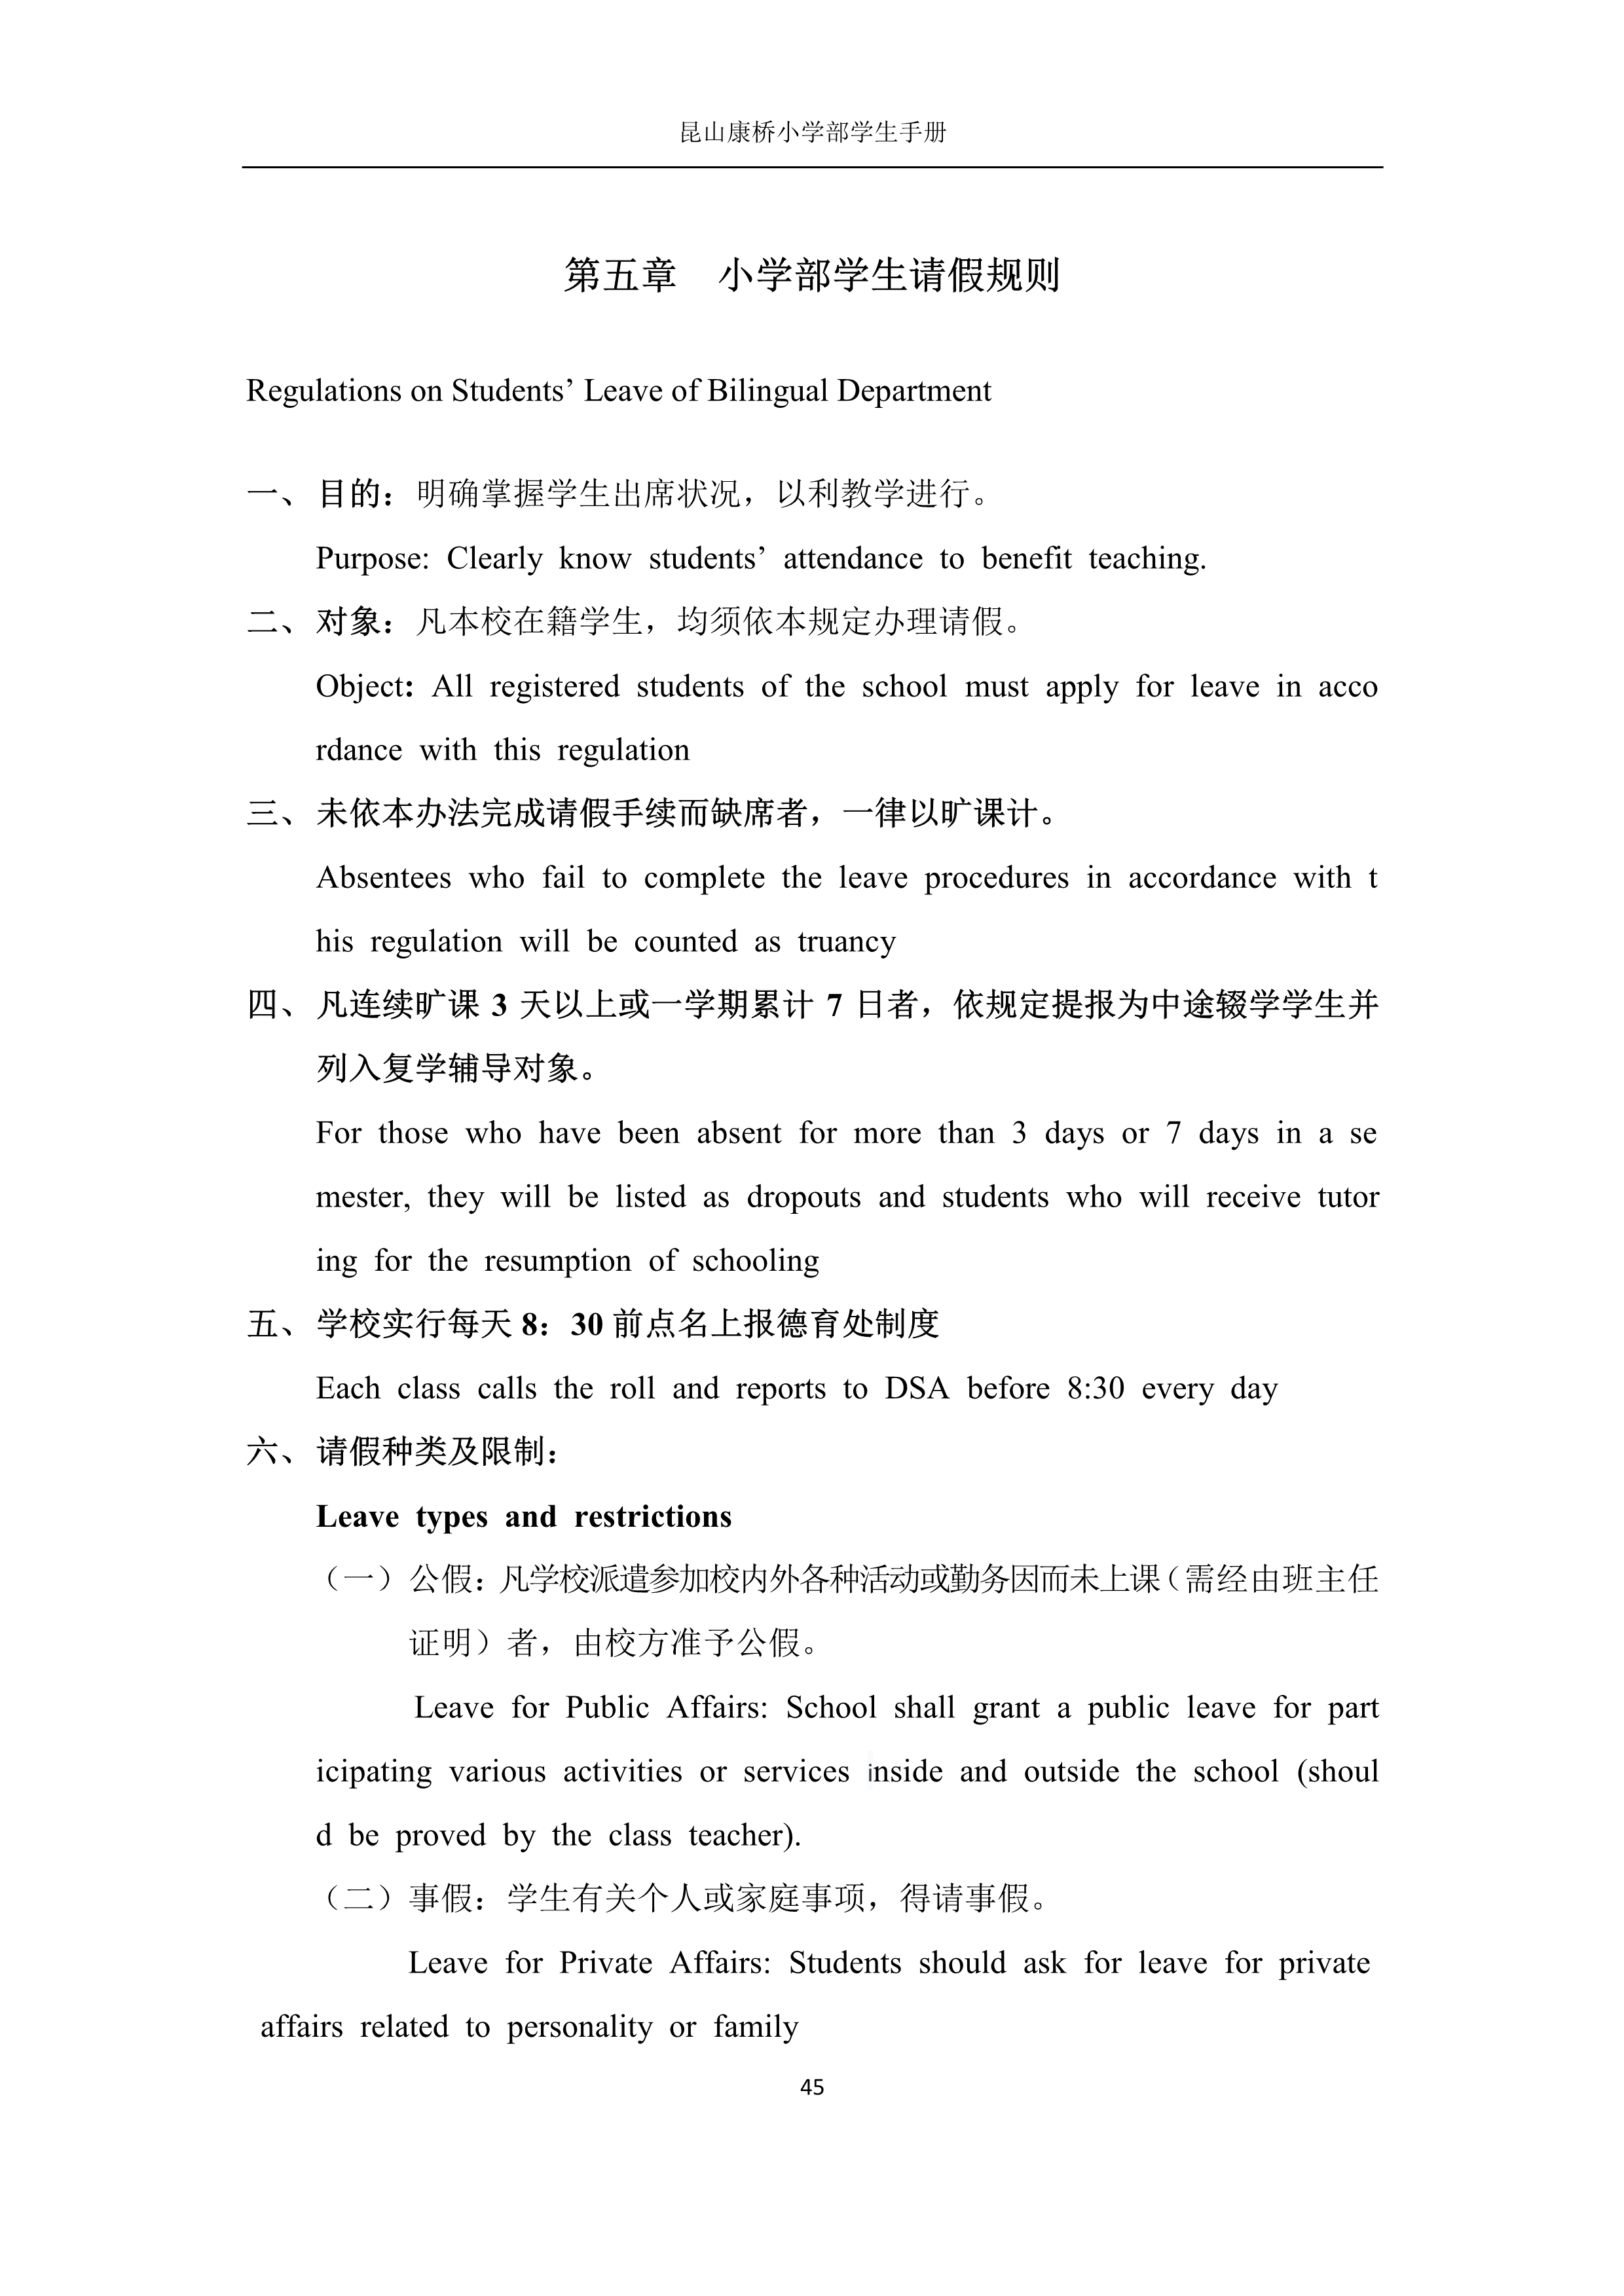 昆山康桥小学部学生手册
第五章　小学部学生请假规则
Regulations on Students’ Leave of Bilingual Department
一、 目的：明确掌握学生出席状况，以利教学进行。
Purpose: Clearly know students’ attendance to benefit teaching.
二、 对象：凡本校在籍学生，均须依本规定办理请假。
Object: All registered students of the school must apply for leave in acco
rdance with this regulation
三、 未依本办法完成请假手续而缺席者，一律以旷课计。
Absentees who fail to complete the leave procedures in accordance with t
his regulation will be counted as truancy
四、 凡连续旷课 3 天以上或一学期累计 7 日者，依规定提报为中途辍学学生并
列入复学辅导对象。
For those who have been absent for more than 3 days or 7 days in a se
mester, they will be listed as dropouts and students who will receive tutor
ing for the resumption of schooling
五、 学校实行每天 8：30 前点名上报德育处制度
Each class calls the roll and reports to DSA before 8:30 every day
六、 请假种类及限制：
Leave types and restrictions
（一）公假：凡学校派遣参加校内外各种活动或勤务因而未上课（需经由班主任
证明）者，由校方准予公假。
Leave for Public Affairs: School shall grant a public leave for part
icipating various activities or services inside and outside the school (shoul
d be proved by the class teacher).
（二）事假：学生有关个人或家庭事项，得请事假。
Leave for Private Affairs: Students should ask for leave for private
affairs related to personality or family
45